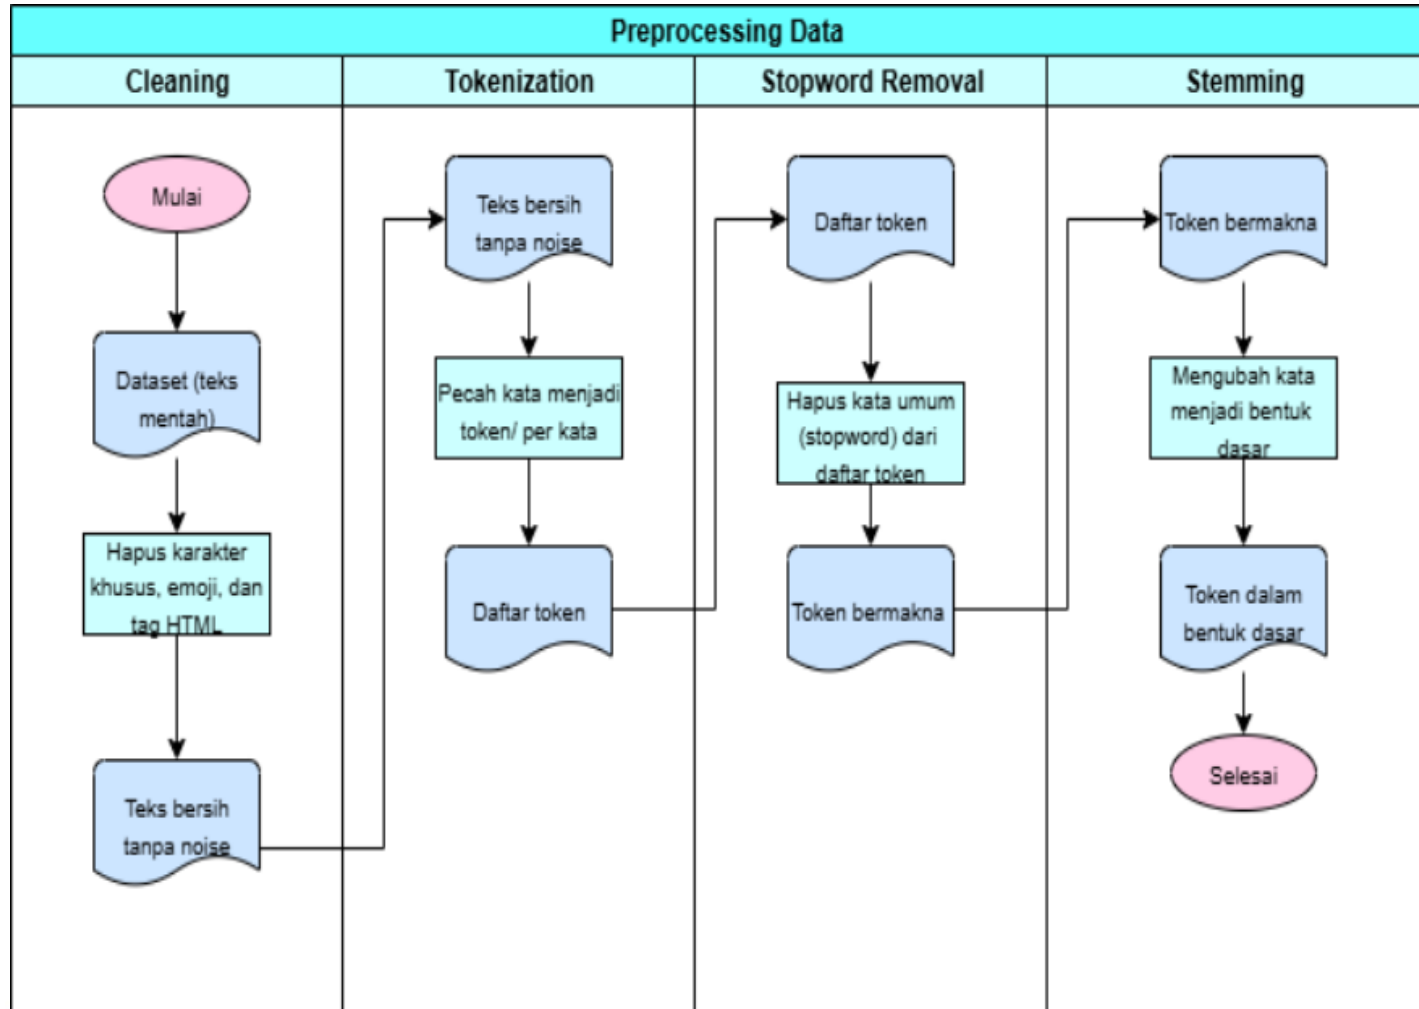 Preprocessing Data
Cleaning
Tokenization
Stopword Removal
Stemming
Mulai
Dataset (teks
mentah)
Hapus karakter
khusus, emoji, dan
tag HTML
Teks bersih
tanpa noise
Teks bersih
tanpa noise
Pecah kata menjadi
token/ per kata
Daftar token
Daftar token
Hapus kata umum
(stopword) dari
daftar token
Token bermakna
Token bermakna
Mengubah kata
menjadi bentuk
dasar
Token dalam
bentuk dasar
Selesai